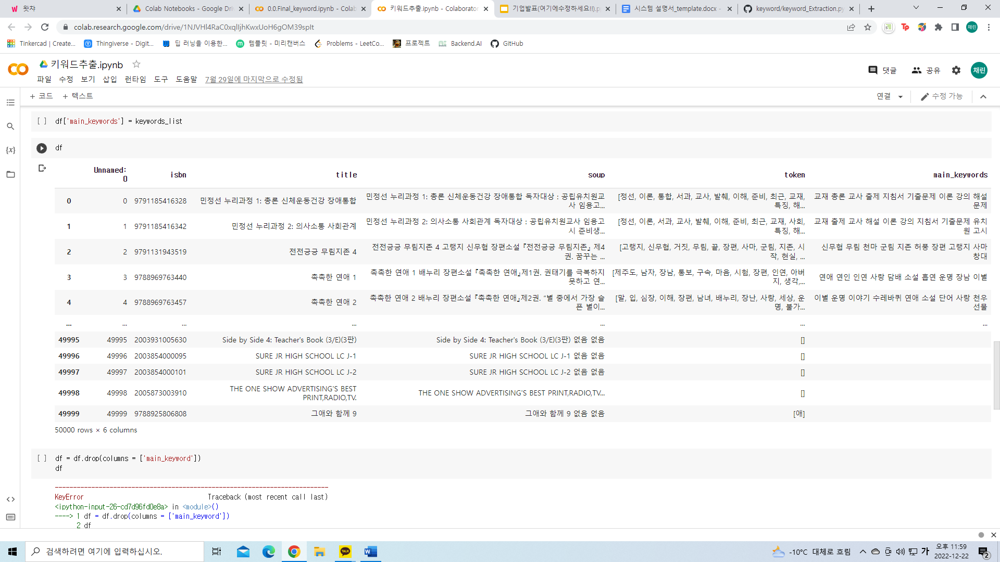 왓챠
Colab Notebooks - Google Dri
0.0.Final_keyword.ipynb - Colab
키워드추출.ipynb - Colaborator
기업발표(여기에수정하세요!!).p
시스템 설명서_template.docx -
keyword/keyword_Extraction.py
colab.research.google.com/drive/1NJVHl4RaC0xqlIjhKwxUoH6gOM39spIt
Tinkercad | Create...
Thingiverse - Digit...
딥 러닝을 이용한...
템플릿 - 미리캔버스
Problems - LeetCo...
프로젝트
Backend.AI
GitHub
키워드추출.ipynb
댓글
공유
채린
파일 수정 보기 삽입 런타임 도구 도움말 7월 29일에 마지막으로 수정됨
+ 코드 + 텍스트
연결
수정 가능
[ ] df['main_keywords'] = keywords_list
df
Unnamed: 0 isbn title soup token main_keywords
0 0 9791185416328 민정선 누리과정 1: 총론 신체운동건강 장애통합 민정선 누리과정 1: 총론 신체운동건강 장애통합 독자대상 : 공립유치원교사 임용고... [정선, 이론, 통합, 서과, 교사, 발췌, 이해, 준비, 최근, 교재, 특징, 해... 교재 총론 교사 출제 지침서 기출문제 이론 강의 해설 문제
1 1 9791185416342 민정선 누리과정 2: 의사소통 사회관계 민정선 누리과정 2: 의사소통 사회관계 독자대상 : 공립유치원교사 임용고시 준비생... [정선, 이론, 서과, 교사, 발췌, 이해, 준비, 최근, 교재, 사회, 특징, 해... 교재 출제 교사 해설 이론 강의 지침서 기출문제 유치원 고시
2 2 9791131943519 전전긍긍 무림지존 4 전전긍긍 무림지존 4 고랭지 신무협 장편소설 『전전긍긍 무림지존』 제4권. 꿈꾸는 ... [고랭지, 신무협, 거짓, 무림, 끝, 장편, 사마, 군림, 지존, 시작, 현실, ... 신무협 무림 천마 군림 지존 허풍 장편 고랭지 사마 창대
3 3 9788969763440 촉촉한 연애 1 촉촉한 연애 1 배누리 장편소설 『촉촉한 연애』제1권. 권태기를 극복하지 못하고 연... [제주도, 남자, 장남, 통보, 구속, 마음, 시험, 장편, 인연, 아버지, 생각,... 연애 연인 인연 사랑 담배 소설 흡연 운명 장남 이별
4 4 9788969763457 촉촉한 연애 2 촉촉한 연애 2 배누리 장편소설 『촉촉한 연애』제2권. “별 중에서 가장 슬픈 별이... [말, 입, 심장, 이해, 장편, 남녀, 배누리, 장난, 사랑, 세상, 운명, 불가... 이별 운명 이야기 수레바퀴 연애 소설 단어 사랑 천우 선물
... ... ... ... ... ... ...
49995 49995 2003931005630 Side by Side 4: Teacher's Book (3/E)(3판) Side by Side 4: Teacher's Book (3/E)(3판) 없음 없음 []
49996 49996 2003854000095 SURE JR HIGH SCHOOL LC J-1 SURE JR HIGH SCHOOL LC J-1 없음 없음 []
49997 49997 2003854000101 SURE JR HIGH SCHOOL LC J-2 SURE JR HIGH SCHOOL LC J-2 없음 없음 []
49998 49998 2005873003910 THE ONE SHOW ADVERTISING'S BEST PRINT,RADIO,TV. THE ONE SHOW ADVERTISING'S BEST PRINT,RADIO,TV... []
49999 49999 9788925806808 그애와 함께 9 그애와 함께 9 없음 없음 [애]
50000 rows × 6 columns
[ ] df = df.drop(columns = ['main_keyword'])
df
---------------------------------------------------------------------------
KeyError Traceback (most recent call last)
<ipython-input-26-cd7d96fd0e8a> in <module>()
----> 1 df = df.drop(columns = ['main_keyword'])
2 df
검색하려면 여기에 입력하십시오.
TALK
-10°C 대체로 흐림
가
오후 11:59
2022-12-22
2